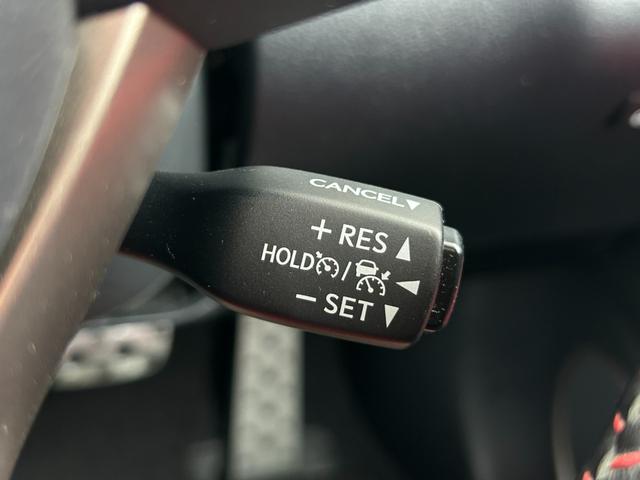 CANCEL▼
+ RES ▲
HOLD / ◀
− SET ▼